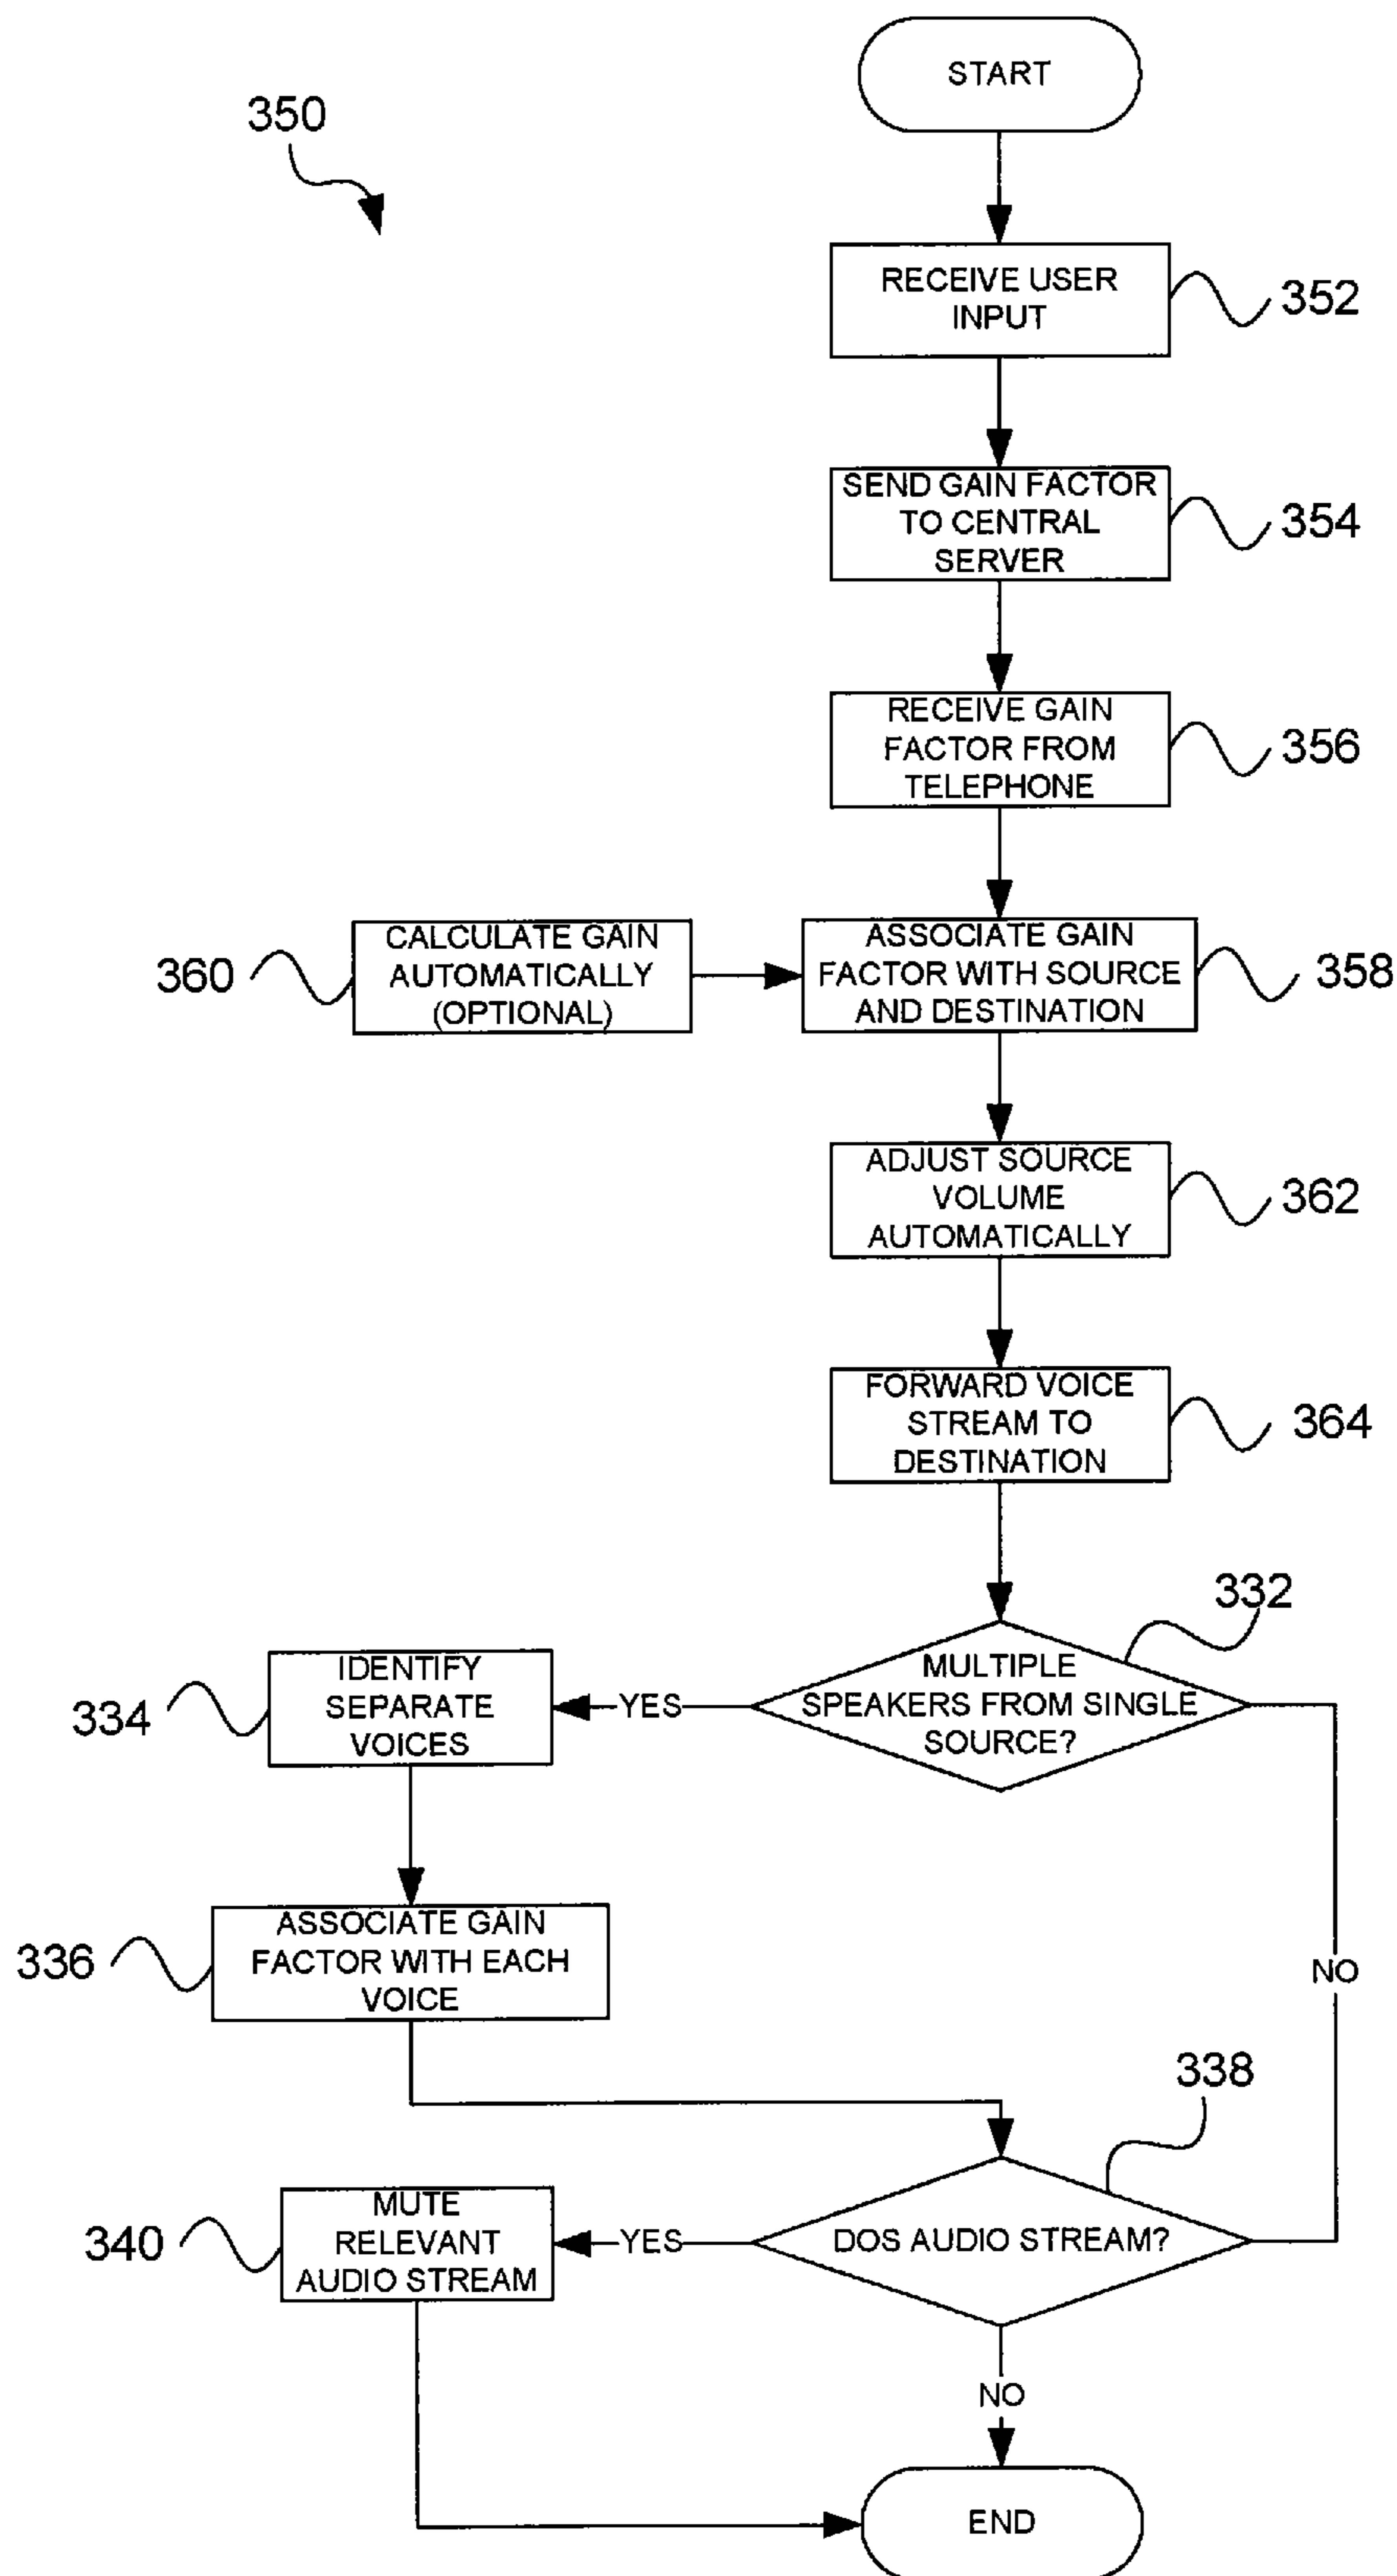 START
350
RECEIVE USER
INPUT
352
SEND GAIN FACTOR
TO CENTRAL
SERVER
354
RECEIVE GAIN
FACTOR FROM
TELEPHONE
356
360
CALCULATE GAIN
AUTOMATICALLY
(OPTIONAL)
ASSOCIATE GAIN
FACTOR WITH SOURCE
AND DESTINATION
358
ADJUST SOURCE
VOLUME
AUTOMATICALLY
362
FORWARD VOICE
STREAM TO
DESTINATION
364
332
MULTIPLE
SPEAKERS FROM SINGLE
SOURCE?
YES
334
IDENTIFY
SEPARATE
VOICES
336
ASSOCIATE GAIN
FACTOR WITH EACH
VOICE
NO
338
DOS AUDIO STREAM?
YES
340
MUTE
RELEVANT
AUDIO STREAM
NO
END